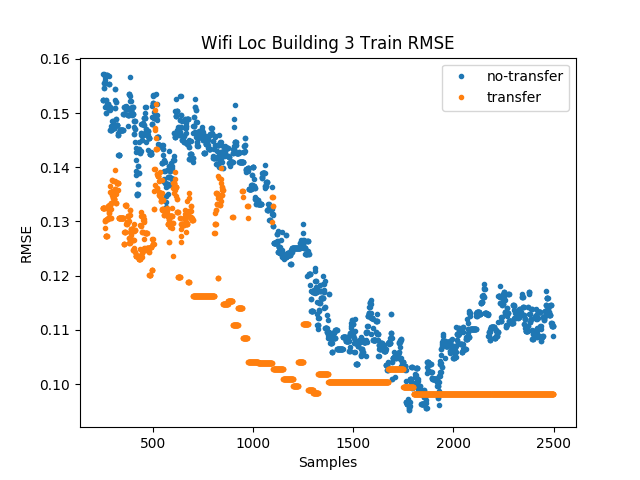 Wifi Loc Building 3 Train RMSE
no-transfer
transfer
RMSE
0.16
0.15
0.14
0.13
0.12
0.11
0.10
500
1000
1500
2000
2500
Samples